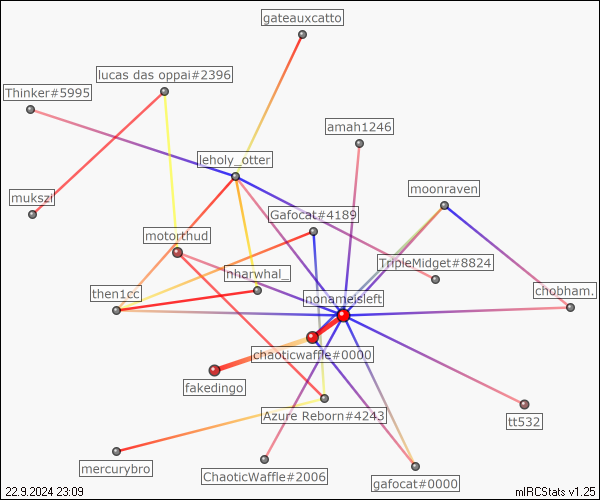 gateauxcatto
lucas das oppai#2396
Thinker#5995
amah1246
leholy_otter
moonraven
mukszi
Gafocat#4189
motorthud
TripleMidget#8824
nharwhal_
then1cc
nonameisleft
chobham.
chaoticwaffle#0000
fakedingo
Azure Reborn#4243
tt532
mercurybro
ChaoticWaffle#2006
gafocat#0000
22.9.2024 23:09
mIRCStats v1.25